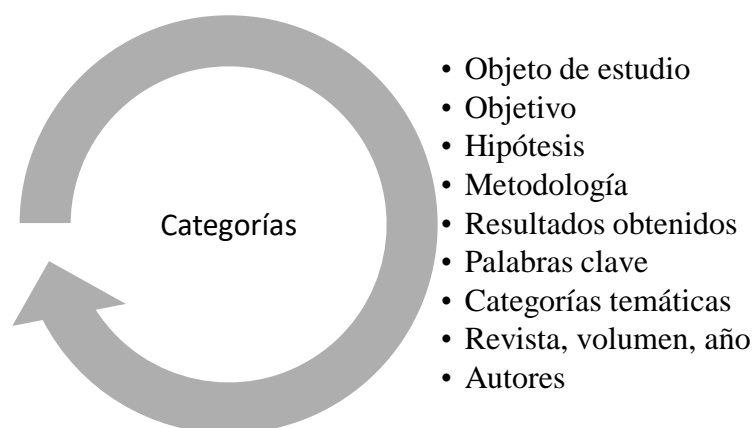 Categorías
• Objeto de estudio
• Objetivo
• Hipótesis
• Metodología
• Resultados obtenidos
• Palabras clave
• Categorías temáticas
• Revista, volumen, año
• Autores